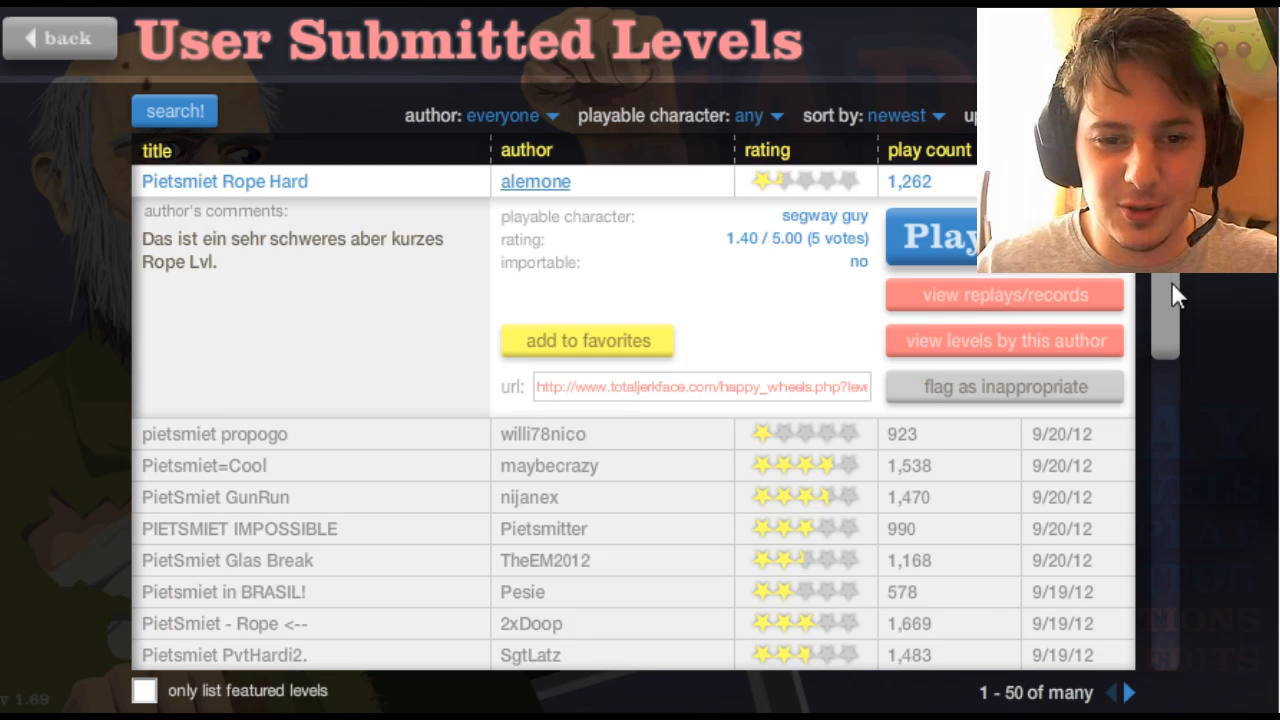 back
User Submitted Levels
search!
author: everyone playable character: any sort by: newest up
title author rating play count
Pietsmiet Rope Hard alemone 1,262
author's comments:
Das ist ein sehr schweres aber kurzes
Rope Lvl.
playable character: segway guy
rating: 1.40 / 5.00 (5 votes)
importable: no
Play
view replays/records
add to favorites
view levels by this author
url: http://www.totaljerkface.com/happy_wheels.php?leve
flag as inappropriate
pietsmiet propogo willi78nico 923 9/20/12
Pietsmiet=Cool maybecrazy 1,538 9/20/12
PietSmiet GunRun nijanex 1,470 9/20/12
PIETSMIET IMPOSSIBLE Pietsmitter 990 9/20/12
PietSmiet Glas Break TheEM2012 1,168 9/20/12
Pietsmiet in BRASIL! Pesie 578 9/19/12
PietSmiet - Rope <-- 2xDoop 1,669 9/19/12
Pietsmiet PvtHardi2. SgtLatz 1,483 9/19/12
only list featured levels
1 - 50 of many
v 1.69